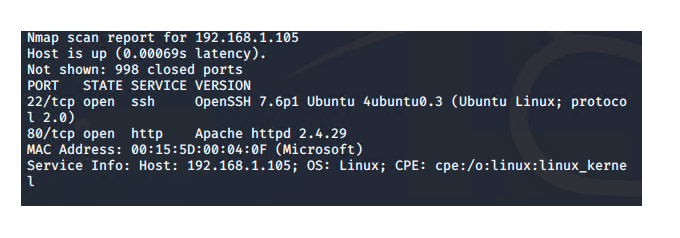 Nmap scan report for 192.168.1.105
Host is up (0.00069s latency).
Not shown: 998 closed ports
PORT   STATE SERVICE VERSION
22/tcp open  ssh     OpenSSH 7.6p1 Ubuntu 4ubuntu0.3 (Ubuntu Linux; protoco
l 2.0)
80/tcp open  http    Apache httpd 2.4.29
MAC Address: 00:15:5D:00:04:0F (Microsoft)
Service Info: Host: 192.168.1.105; OS: Linux; CPE: cpe:/o:linux:linux_kerne
l